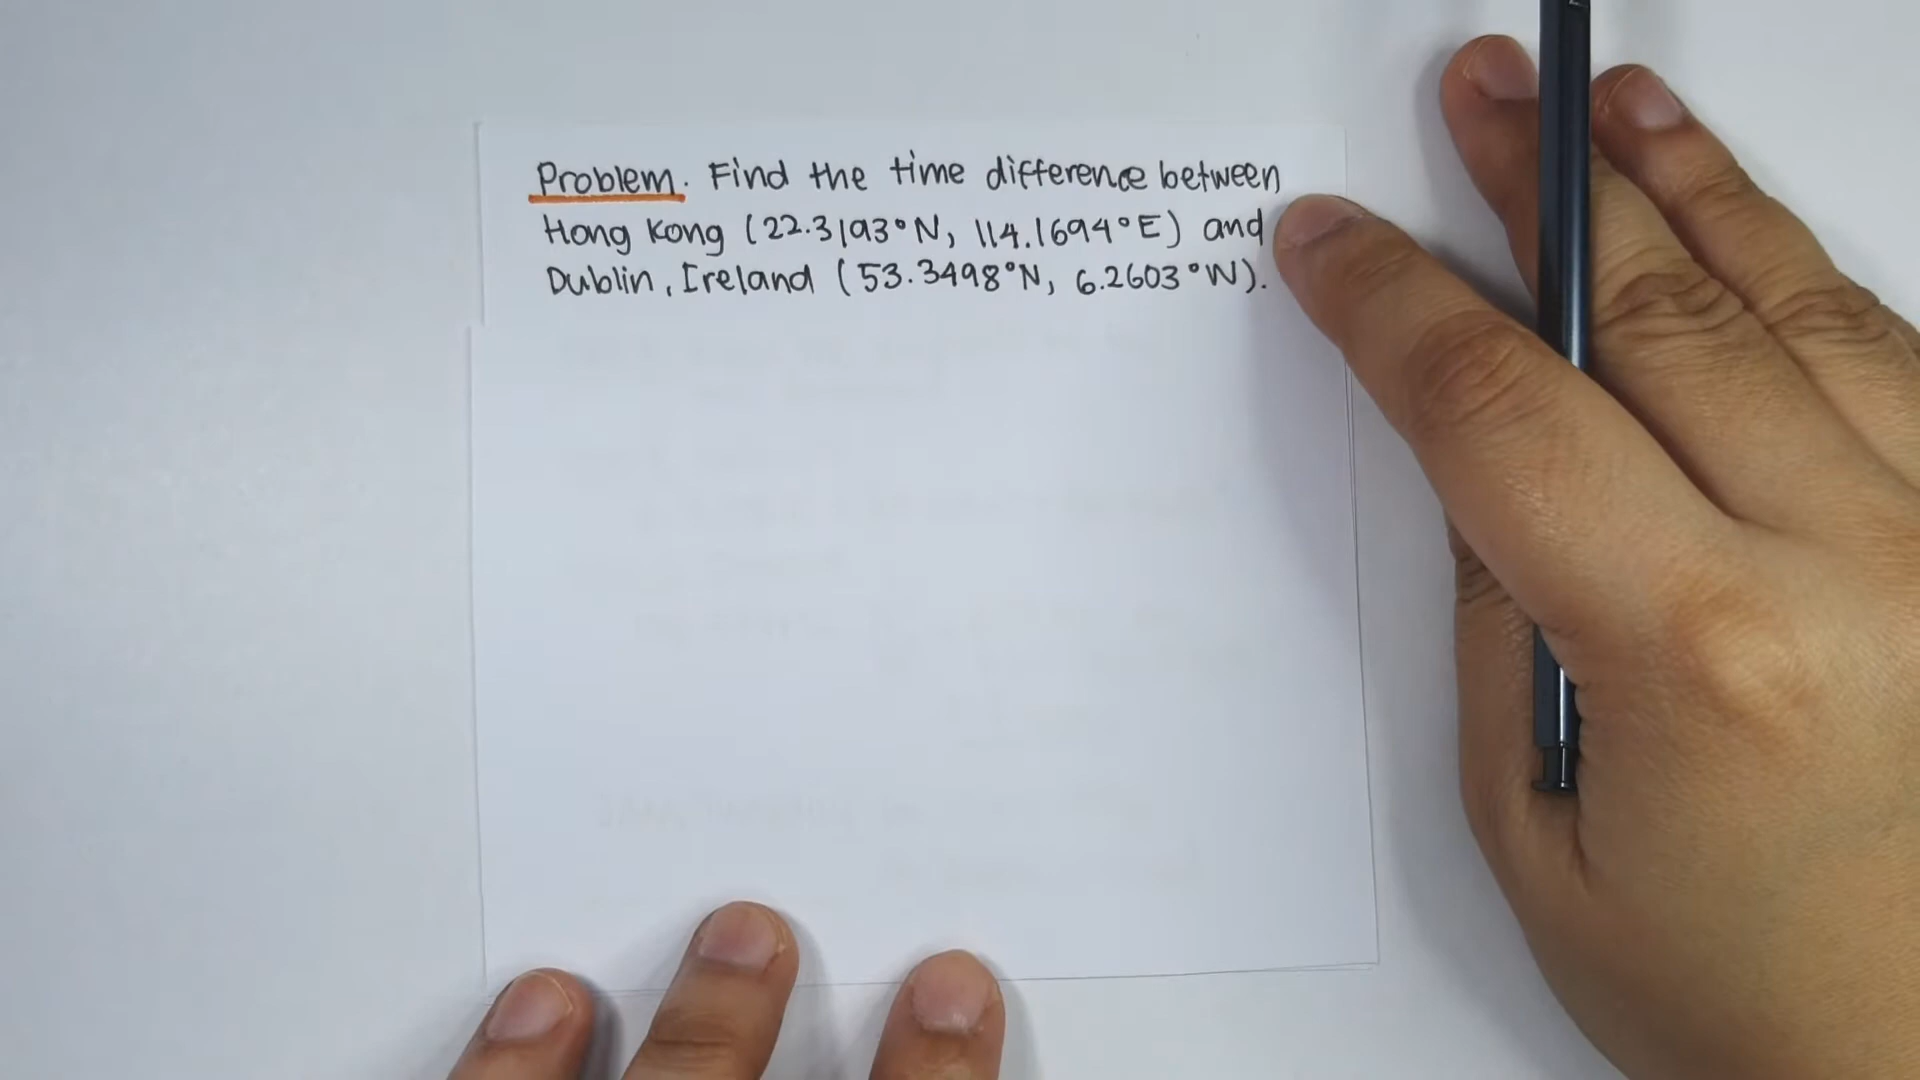 Problem. Find the time difference between
Hong Kong (22.3193°N, 114.1694°E) and
Dublin, Ireland (53.3498°N, 6.2603°W).